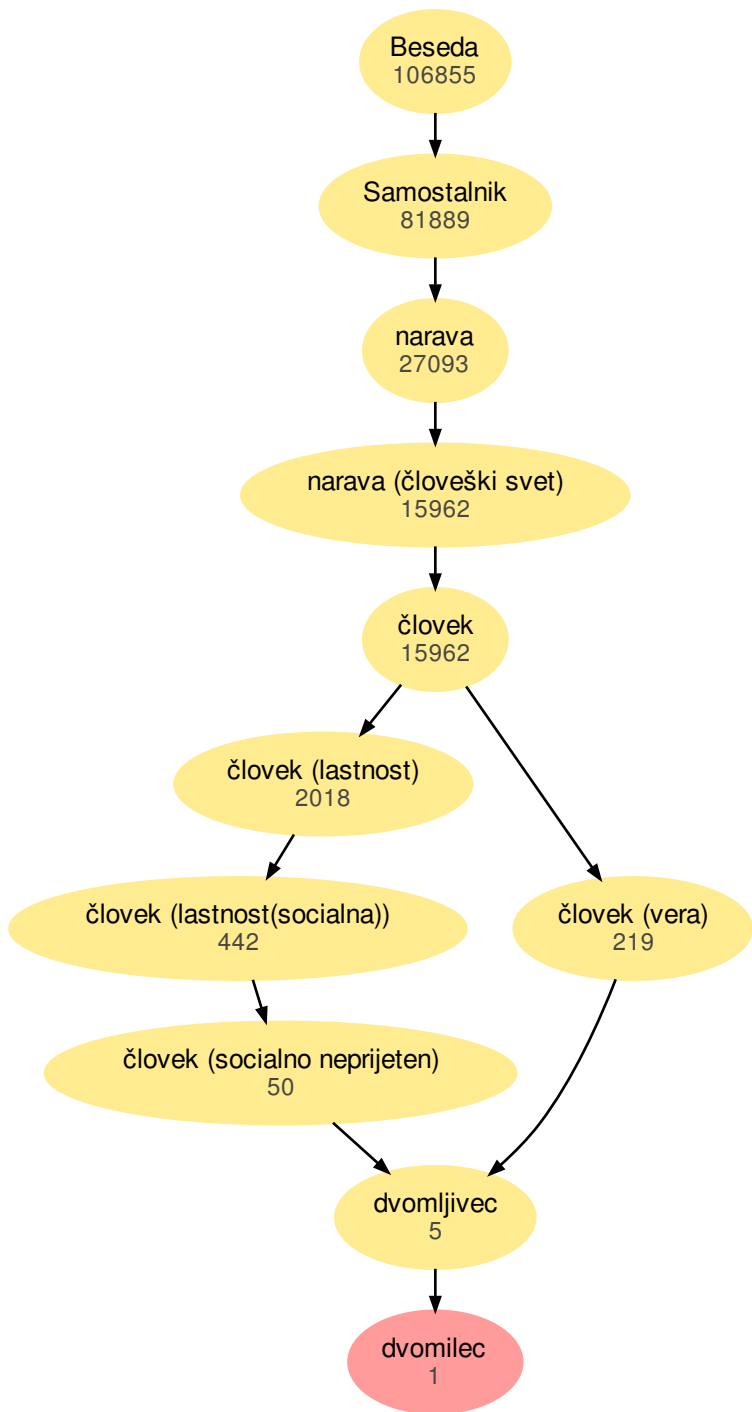 Beseda
106855
Samostalnik
81889
narava
27093
narava (človeški svet)
15962
človek
15962
človek (lastnost)
2018
človek (lastnost(socialna))
442
človek (vera)
219
človek (socialno neprijeten)
50
dvomljivec
5
dvomilec
1